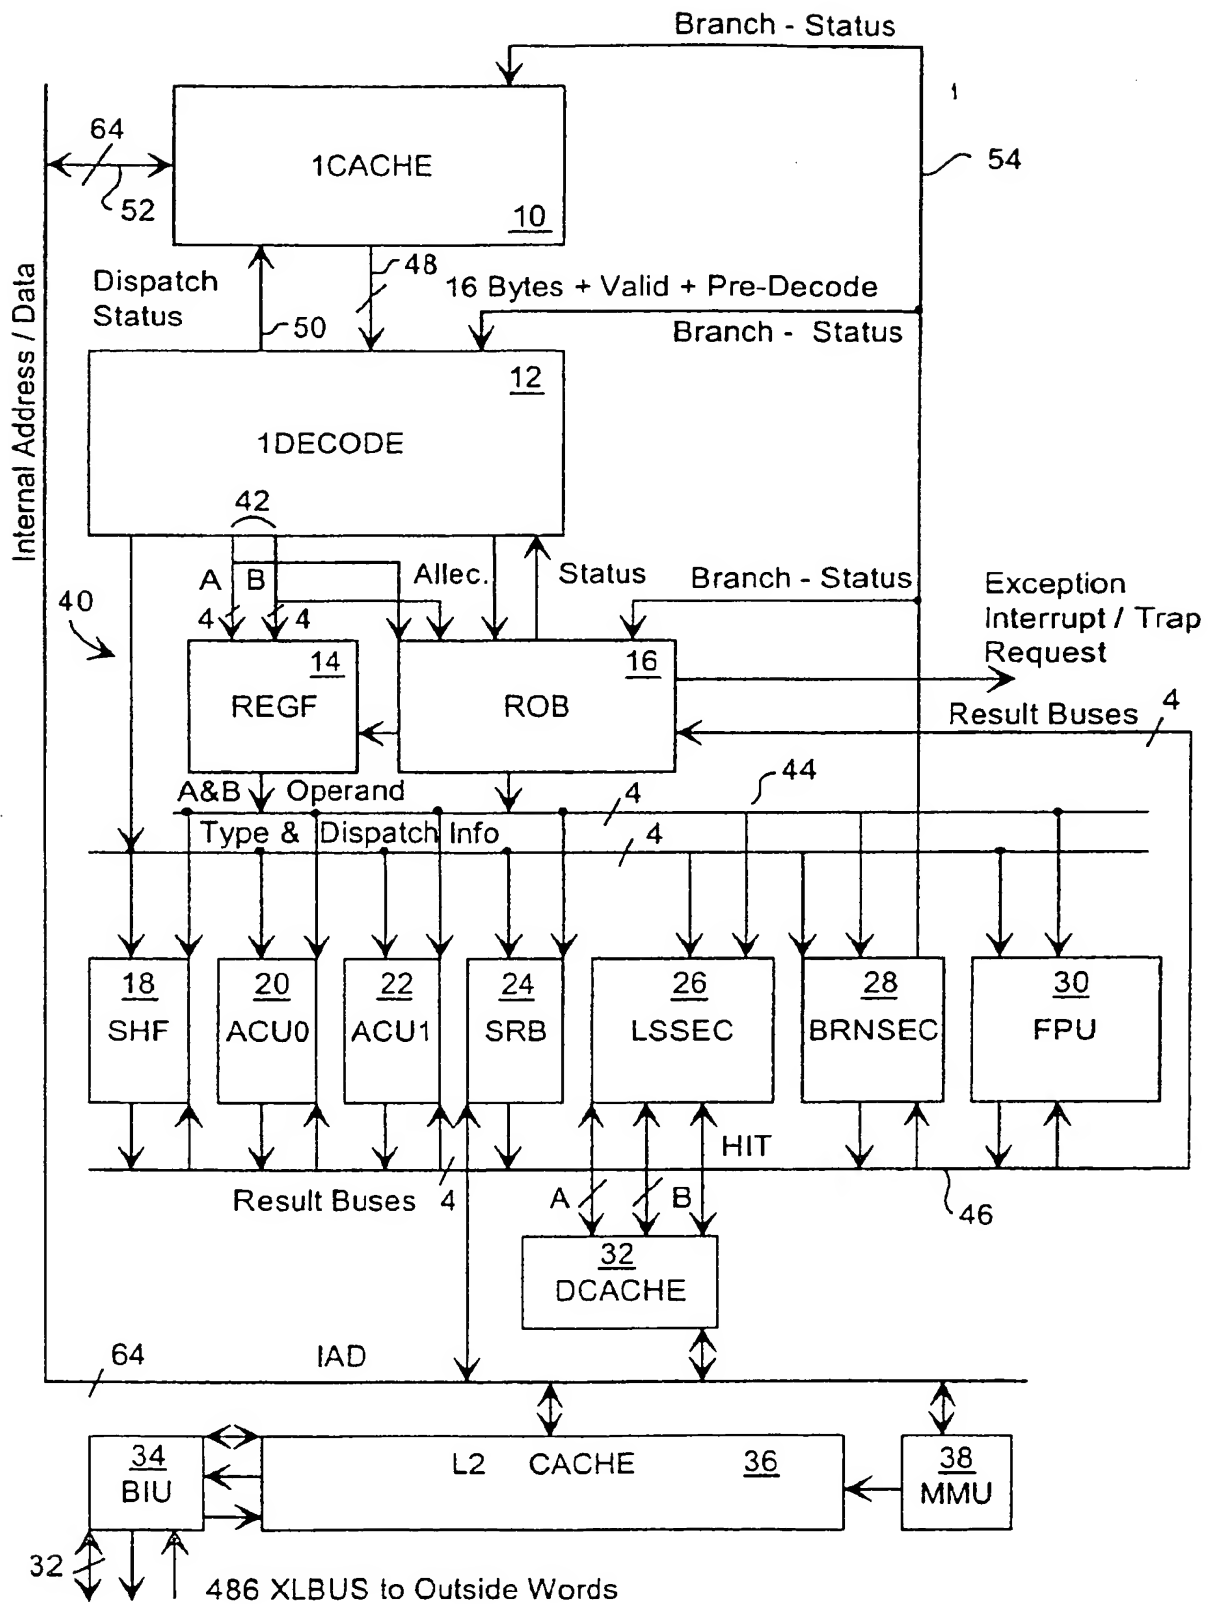 Branch - Status
1
64
1CACHE
54
52
10
Internal Address / Data
Dispatch
Status
48
16 Bytes + Valid + Pre-Decode
50
Branch - Status
12
1DECODE
42
A B Allec. Status
Branch - Status
40
4 4
Exception
Interrupt / Trap
Request
14
REGF
16
ROB
Result Buses 4
A&B Operand
4
44
Type & Dispatch Info
4
18
SHF
20
ACU0
22
ACU1
24
SRB
26
LSSEC
28
BRNSEC
30
FPU
HIT
Result Buses 4
A B
46
32
DCACHE
64
IAD
34
BIU
L2 CACHE 36
38
MMU
32
486 XLBUS to Outside Words